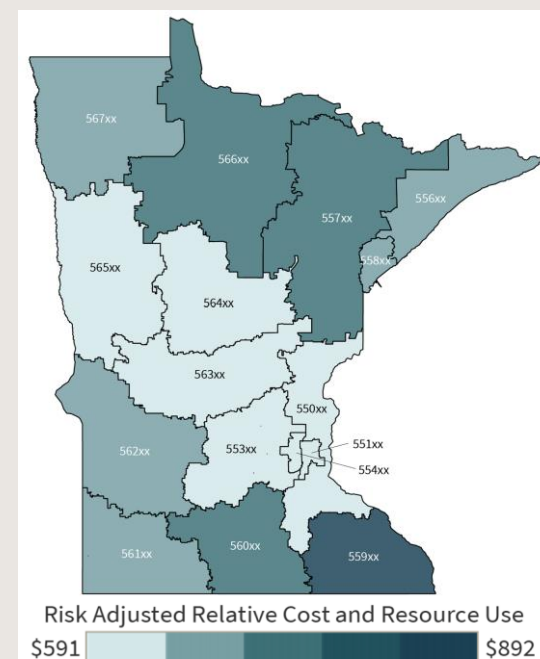 567xx
566xx
556xx
557xx
558xx
565xx
564xx
563xx
550xx
551xx
553xx
554xx
562xx
561xx
560xx
559xx
Risk Adjusted Relative Cost and Resource Use
$591 $892